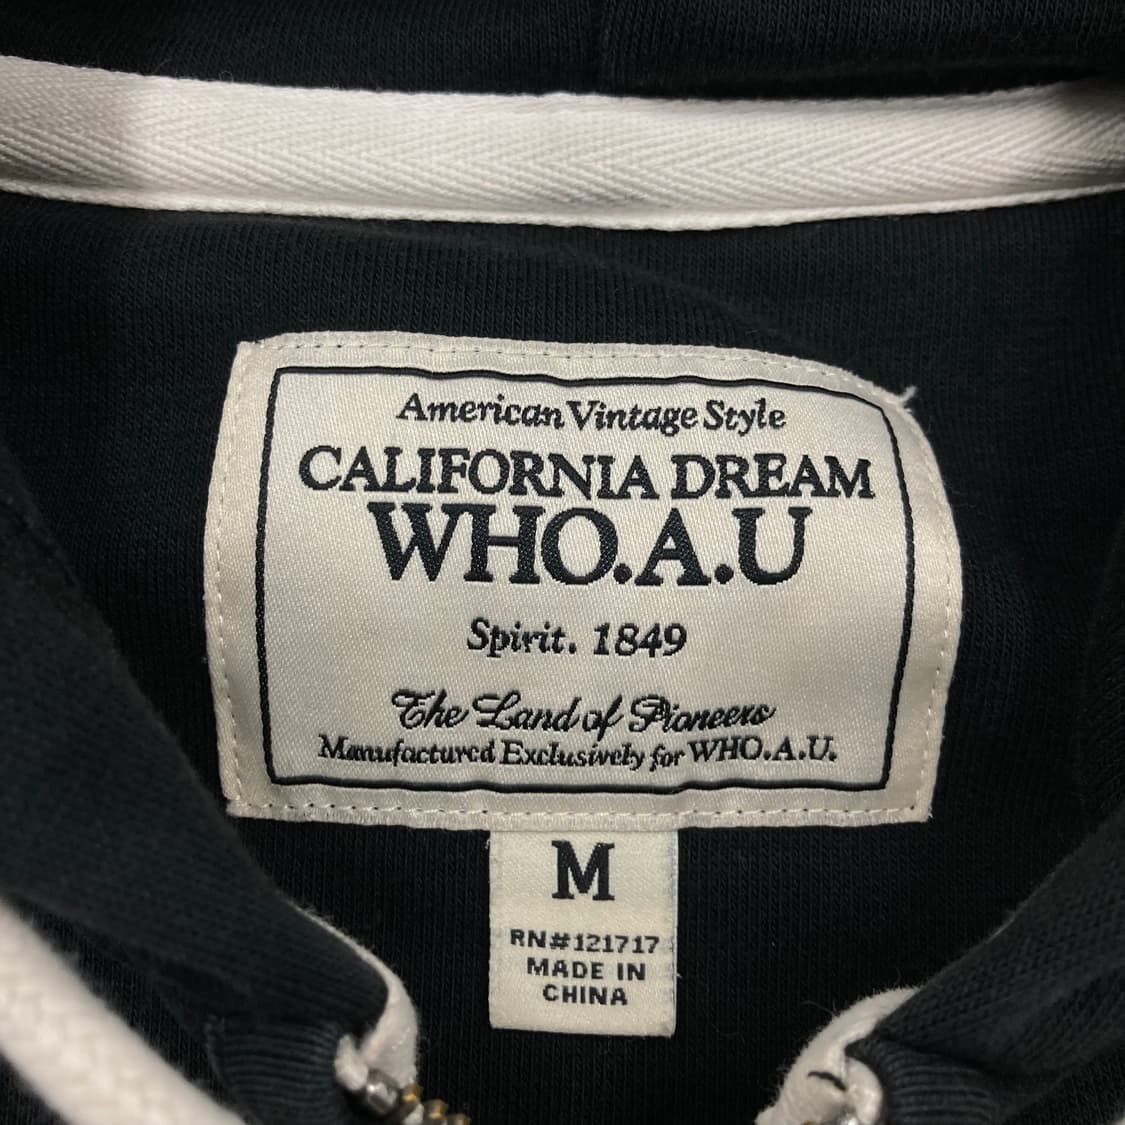 American Vintage Style
CALIFORNIA DREAM
WHO.A.U
Spirit. 1849
The Land of Pioneers
Manufactured Exclusively for WHO.A.U.
M
RN#121717
MADE IN
CHINA